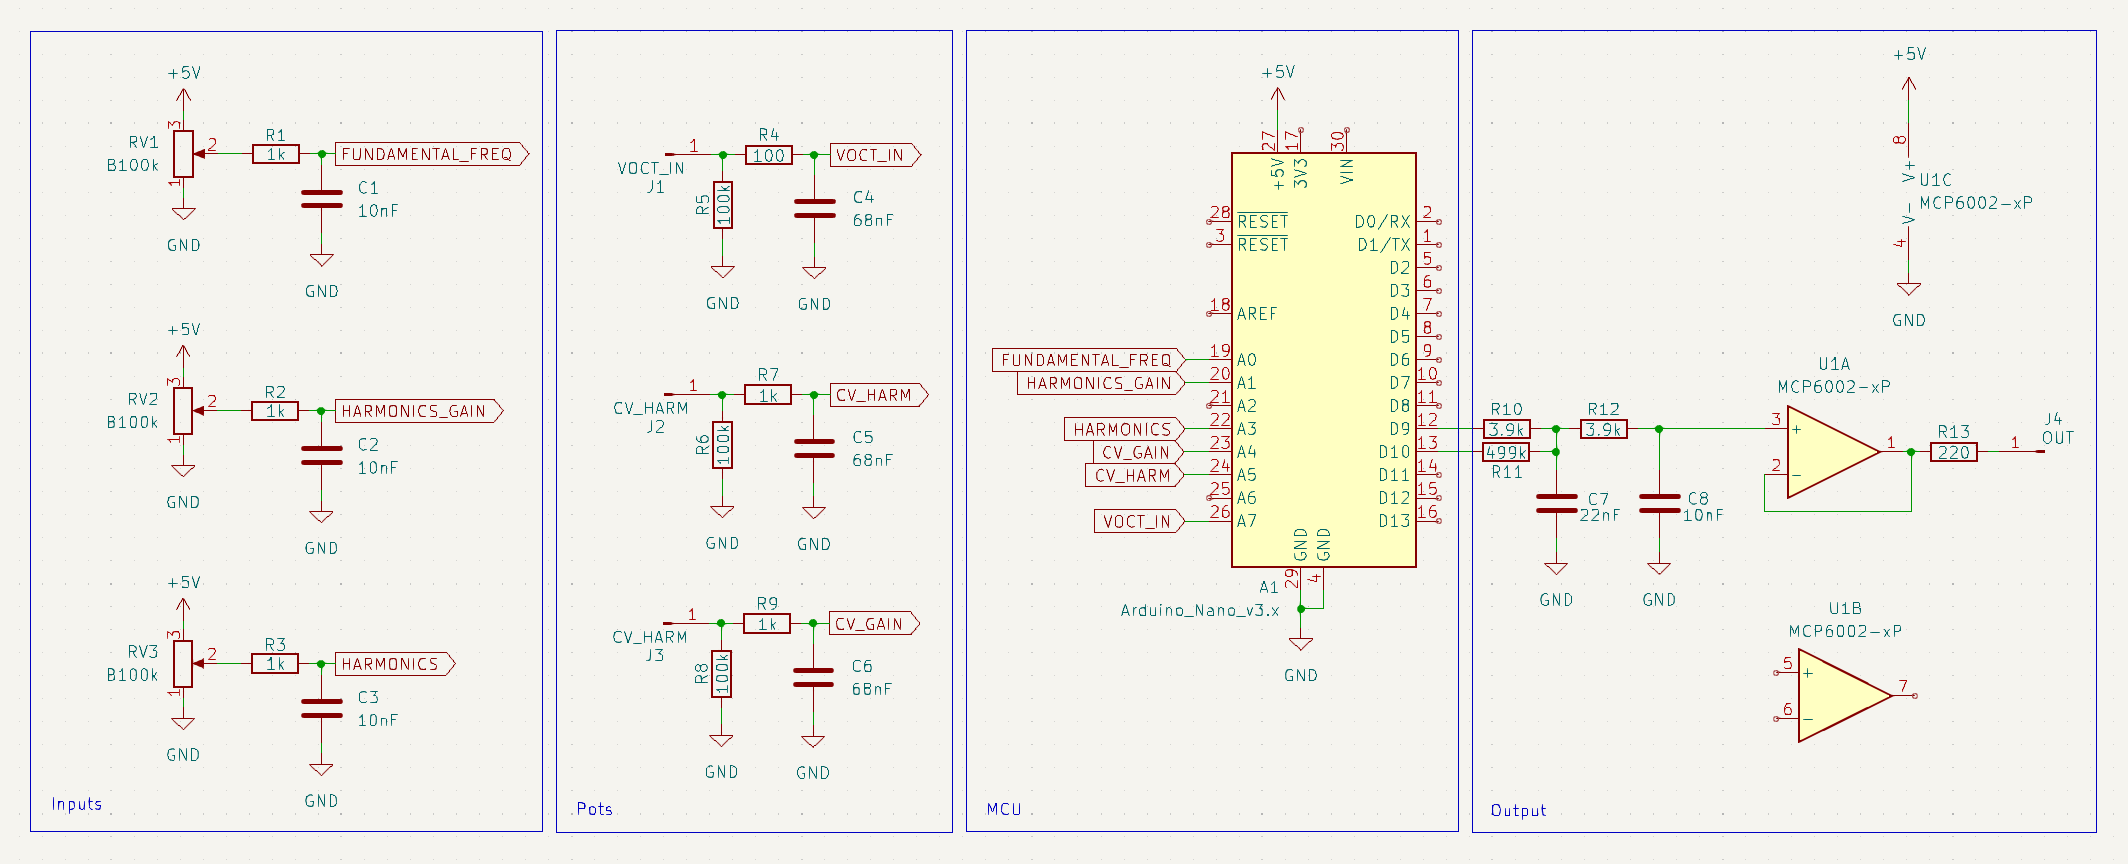 +5V
RV1
B100k
3
2
1
R1
1k
FUNDAMENTAL_FREQ
C1
10nF
GND
GND
+5V
RV2
B100k
3
2
1
R2
1k
HARMONICS_GAIN
C2
10nF
GND
GND
+5V
RV3
B100k
3
2
1
R3
1k
HARMONICS
C3
10nF
GND
GND
Inputs
1
VOCT_IN
J1
R4
100
VOCT_IN
R5
100k
C4
68nF
GND
GND
1
CV_HARM
J2
R7
1k
CV_HARM
R6
100k
C5
68nF
GND
GND
1
CV_HARM
J3
R9
1k
CV_GAIN
R8
100k
C6
68nF
GND
GND
Pots
+5V
27
17
30
+5V
3V3
VIN
28
RESET
3
RESET
18
AREF
FUNDAMENTAL_FREQ
19
A0
HARMONICS_GAIN
20
A1
21
A2
HARMONICS
22
A3
CV_GAIN
23
A4
CV_HARM
24
A5
25
A6
VOCT_IN
26
A7
D0/RX
2
D1/TX
1
D2
5
D3
6
D4
7
D5
8
D6
9
D7
10
D8
11
D9
12
D10
13
D11
14
D12
15
D13
16
GND
GND
29
4
A1
Arduino_Nano_v3.x
GND
MCU
+5V
8
V+
U1C
MCP6002-xP
V-
4
GND
U1A
MCP6002-xP
R10
3.9k
R12
3.9k
499k
R11
C7
22nF
C8
10nF
GND
GND
3
+
2
-
1
R13
220
1
J4
OUT
U1B
MCP6002-xP
5
+
6
-
7
Output